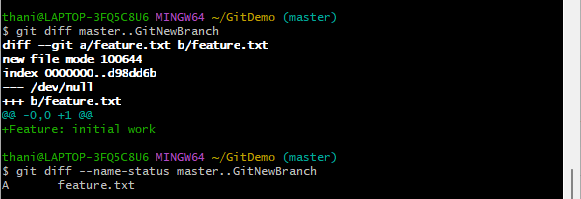 thani@LAPTOP-3FQ5C8U6 MINGW64 ~/GitDemo (master)
$ git diff master..GitNewBranch
diff --git a/feature.txt b/feature.txt
new file mode 100644
index 0000000..d98dd6b
--- /dev/null
+++ b/feature.txt
@@ -0,0 +1 @@
+Feature: initial work
thani@LAPTOP-3FQ5C8U6 MINGW64 ~/GitDemo (master)
$ git diff --name-status master..GitNewBranch
A       feature.txt